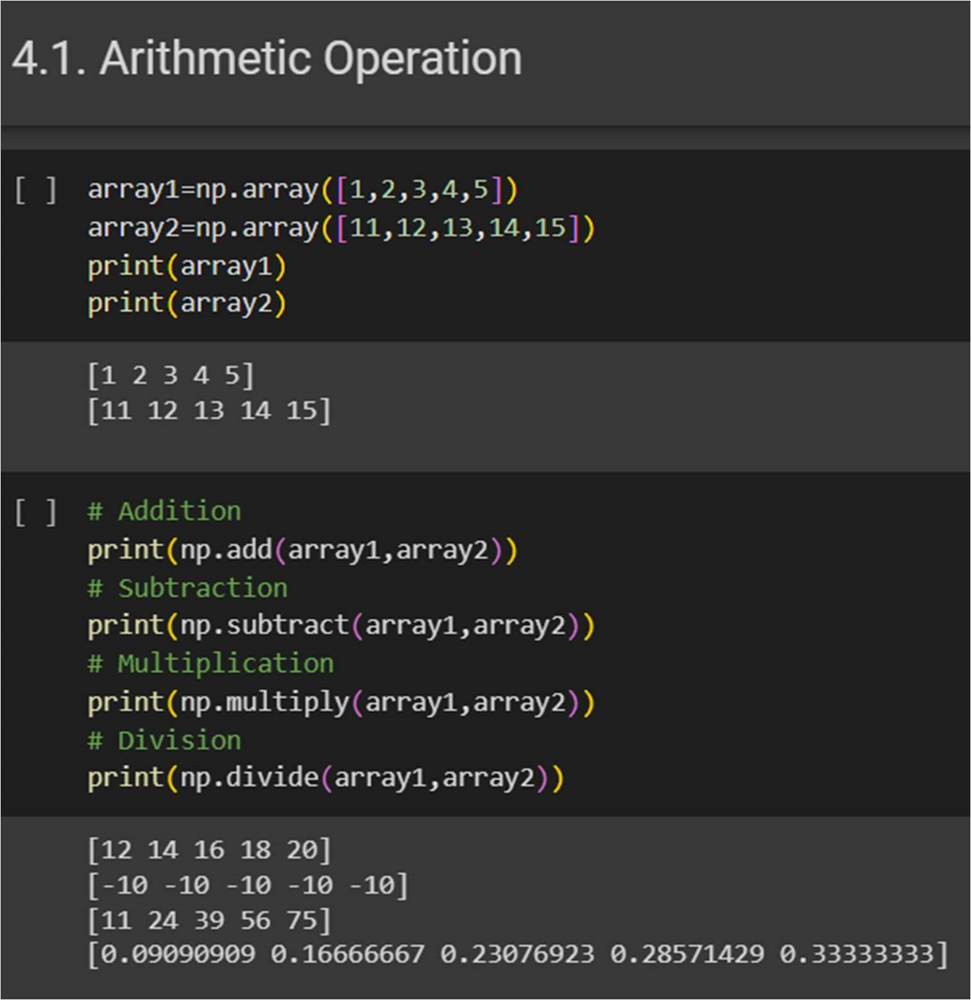 4.1. Arithmetic Operation
[ ] array1=np.array([1,2,3,4,5])
array2=np.array([11,12,13,14,15])
print(array1)
print(array2)
[1 2 3 4 5]
[11 12 13 14 15]
[ ] # Addition
print(np.add(array1,array2))
# Subtraction
print(np.subtract(array1,array2))
# Multiplication
print(np.multiply(array1,array2))
# Division
print(np.divide(array1,array2))
[12 14 16 18 20]
[-10 -10 -10 -10 -10]
[11 24 39 56 75]
[0.09090909 0.16666667 0.23076923 0.28571429 0.33333333]